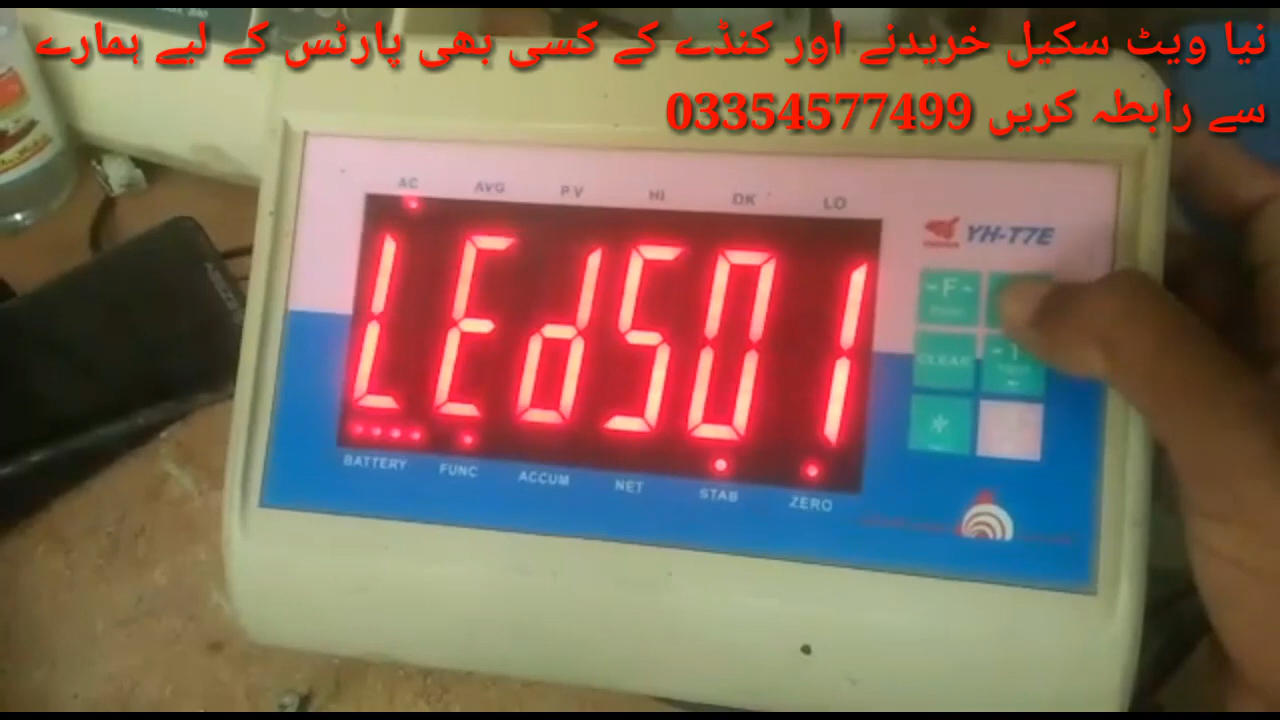 نیا ویٹ سکیل خریدنے اور کنڈے کے کسی بھی پارٹس کے لیے ہمارے
سے رابطہ کریں 03354577499
AC AVG PV HI OK LO
YH-T7E
LEdS01
-F-
CLEAR
*
BATTERY FUNC ACCUM NET STAB ZERO